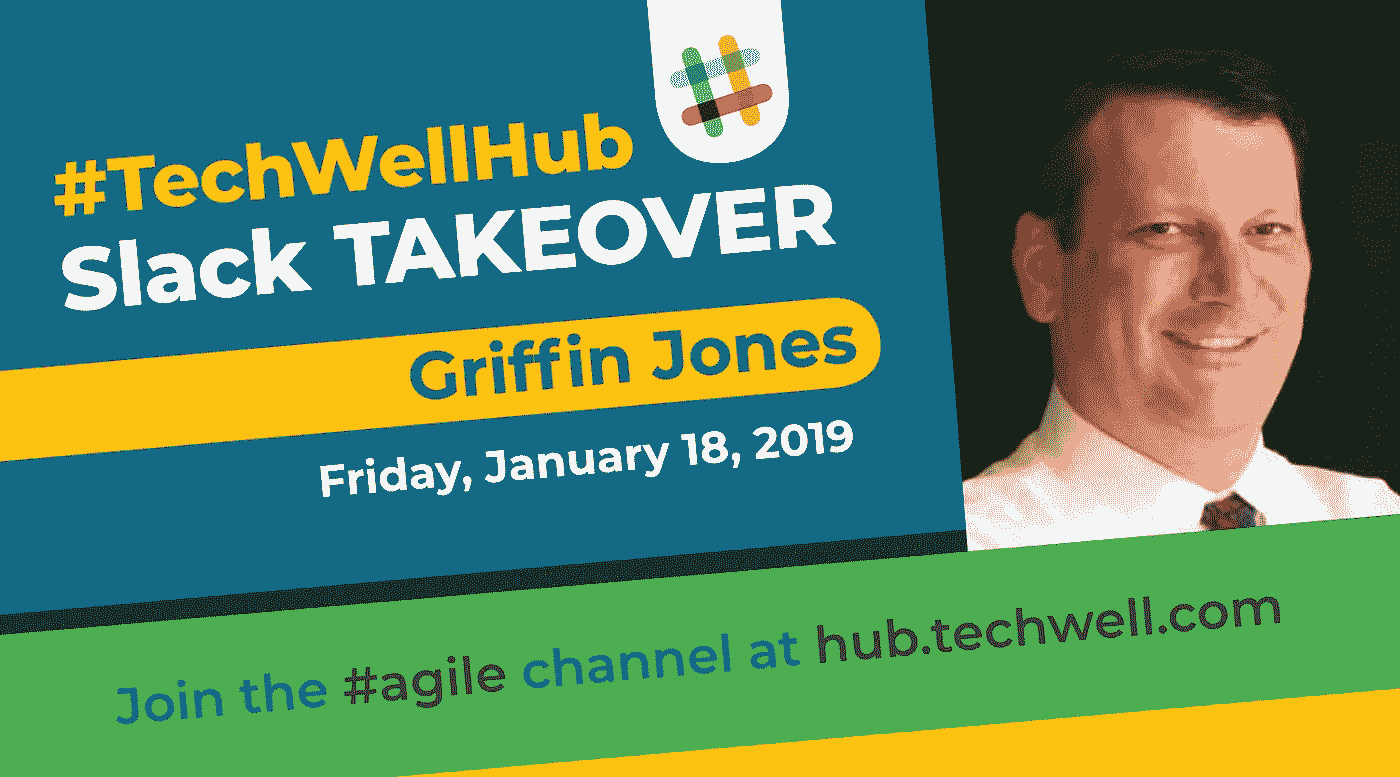 #TechWellHub
Slack TAKEOVER
Griffin Jones
Friday, January 18, 2019
Join the #agile channel at hub.techwell.com